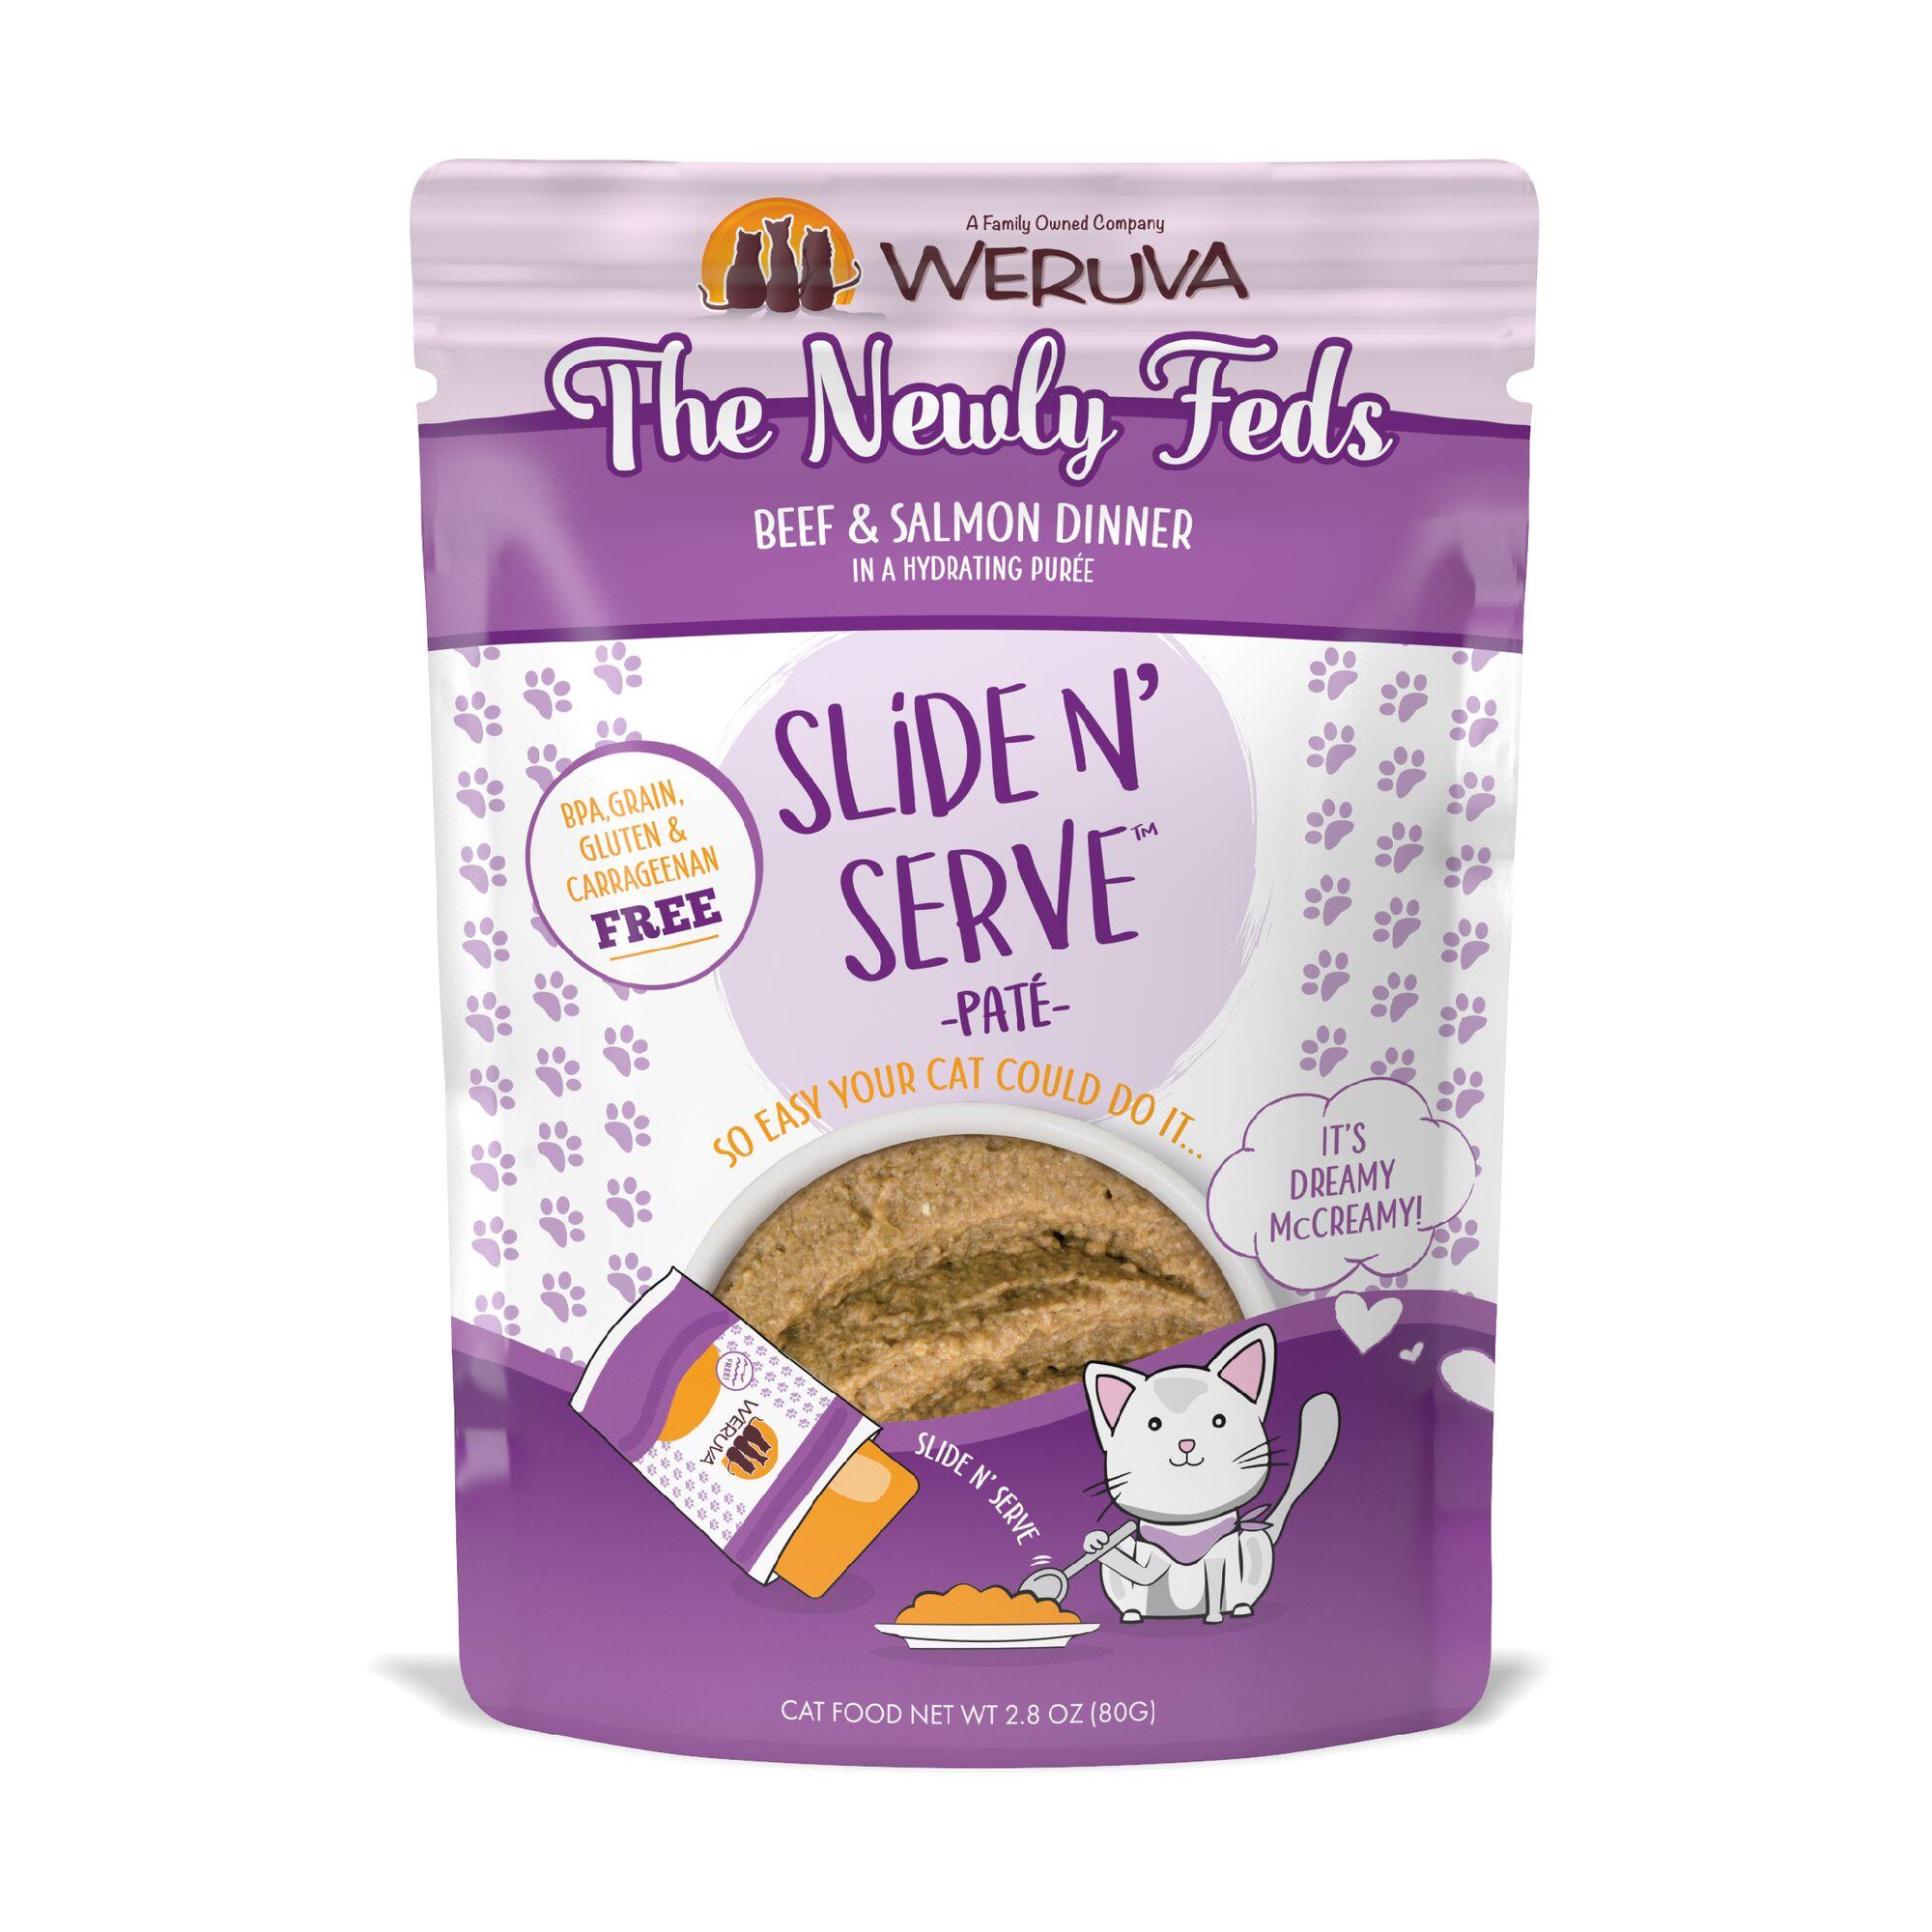 A Family Owned Company
WERUVA
The Newly Feds
BEEF & SALMON DINNER
IN A HYDRATING PURÉE
SLiDE N'
SERVE™
-PATÉ-
BPA, GRAIN,
GLUTEN &
CARRAGEENAN
FREE
SO EASY YOUR CAT COULD DO IT...
IT'S
DREAMY
McCREAMY!
FREE!
WERUVA
SLIDE N' SERVE
CAT FOOD NET WT 2.8 OZ (80G)